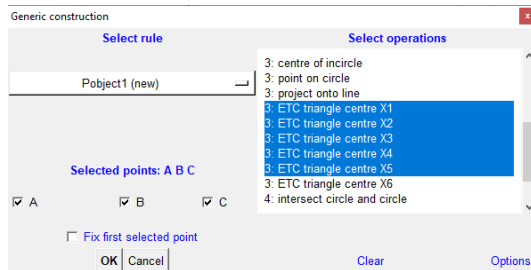 Generic construction
x
Select rule
Select operations
Pobject1 (new)
3: centre of incircle
3: point on circle
3: project onto line
3: ETC triangle centre X1
3: ETC triangle centre X2
3: ETC triangle centre X3
3: ETC triangle centre X4
3: ETC triangle centre X5
3: ETC triangle centre X6
4: intersect circle and circle
Selected points: A B C
A
B
C
Fix first selected point
OK
Cancel
Clear
Options